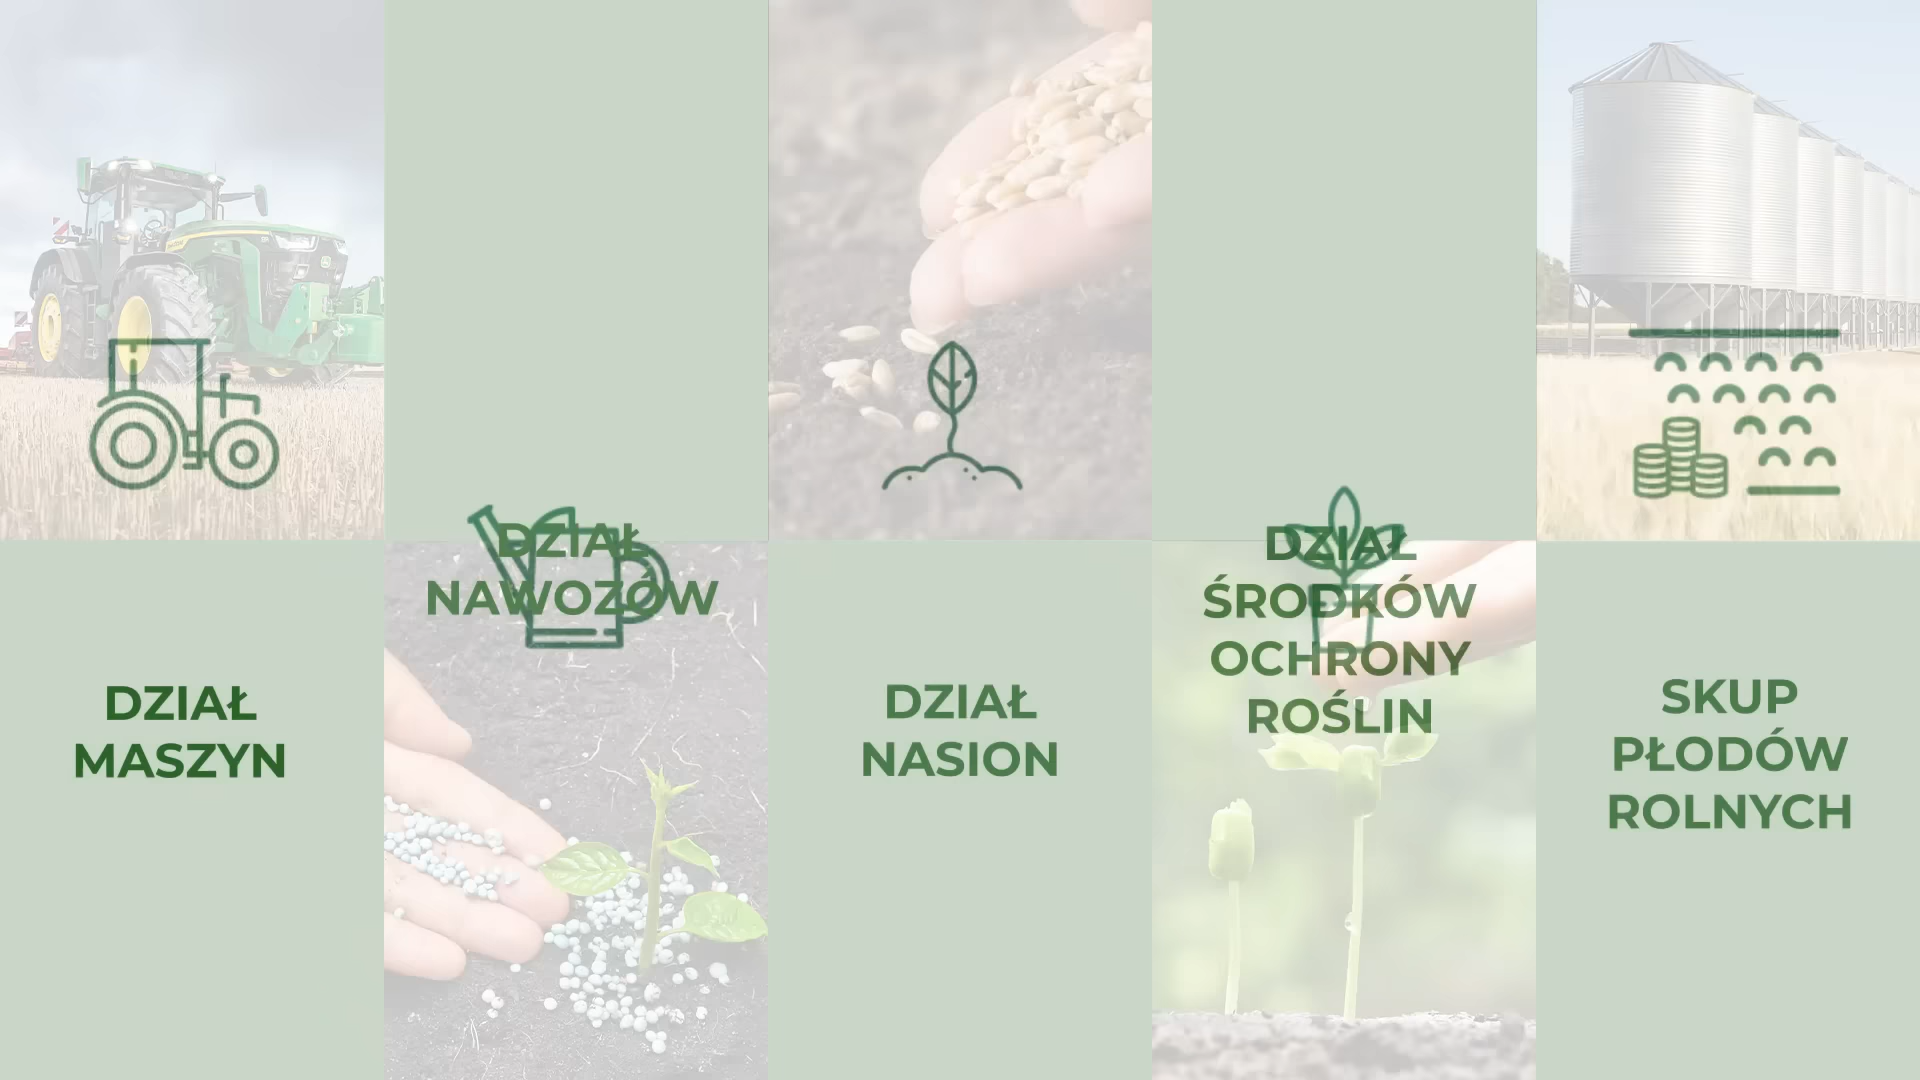 DZIAŁ
MASZYN
DZIAŁ
NAWOZÓW
DZIAŁ
NASION
DZIAŁ
ŚRODKÓW
OCHRONY
ROŚLIN
SKUP
PŁODÓW
ROLNYCH